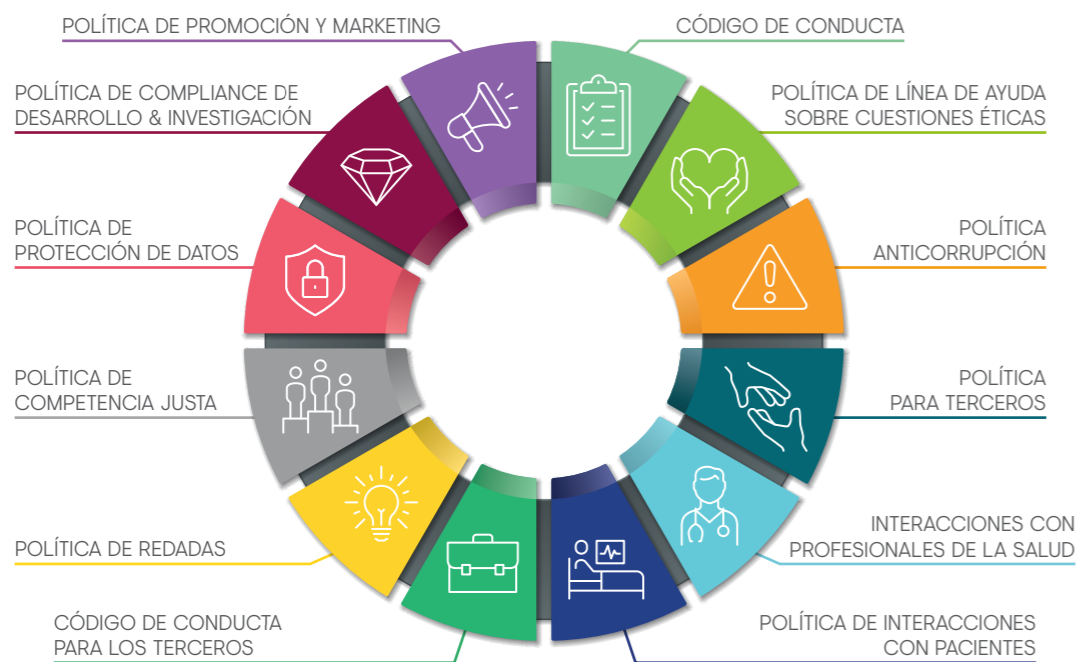 POLÍTICA DE PROMOCIÓN Y MARKETING
CÓDIGO DE CONDUCTA
POLÍTICA DE COMPLIANCE DE
DESARROLLO & INVESTIGACIÓN
POLÍTICA DE LÍNEA DE AYUDA
SOBRE CUESTIONES ÉTICAS
POLÍTICA DE
PROTECCIÓN DE DATOS
POLÍTICA
ANTICORRUPCIÓN
POLÍTICA DE
COMPETENCIA JUSTA
POLÍTICA
PARA TERCEROS
POLÍTICA DE REDADAS
INTERACCIONES CON
PROFESIONALES DE LA SALUD
CÓDIGO DE CONDUCTA
PARA LOS TERCEROS
POLÍTICA DE INTERACCIONES
CON PACIENTES